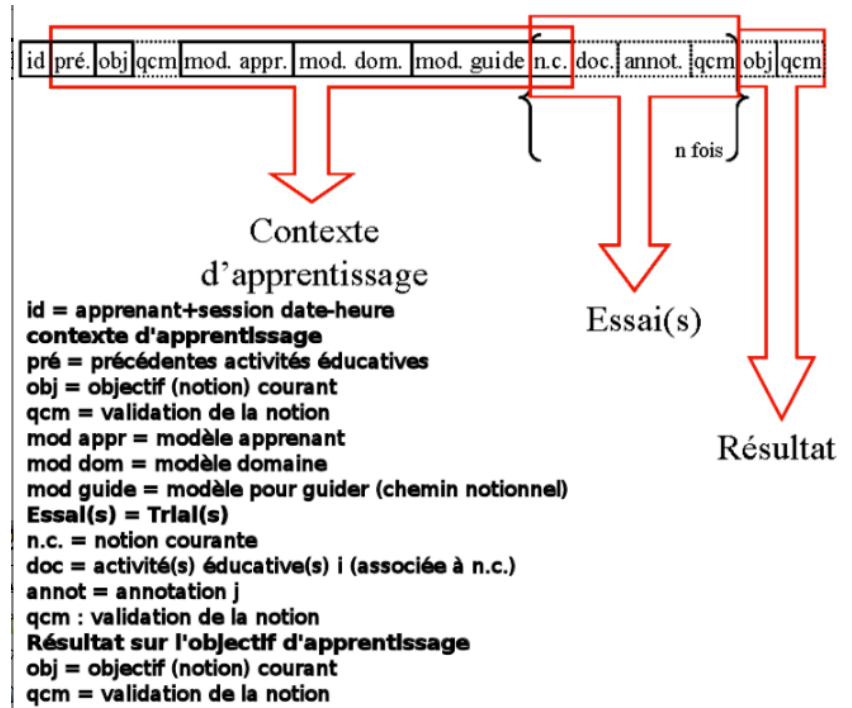 id pré. obj qcm mod. appr. mod. dom. mod. guide n.c. doc. annot. qcm obj qcm
n fois
Contexte
d'apprentissage
Essai(s)
Résultat
id = apprenant+session date-heure
contexte d'apprentissage
pré = précédentes activités éducatives
obj = objectif (notion) courant
qcm = validation de la notion
mod appr = modèle apprenant
mod dom = modèle domaine
mod guide = modèle pour guider (chemin notionnel)
Essai(s) = Trial(s)
n.c. = notion courante
doc = activité(s) éducative(s) i (associée à n.c.)
annot = annotation j
qcm : validation de la notion
Résultat sur l'objectif d'apprentissage
obj = objectif (notion) courant
qcm = validation de la notion